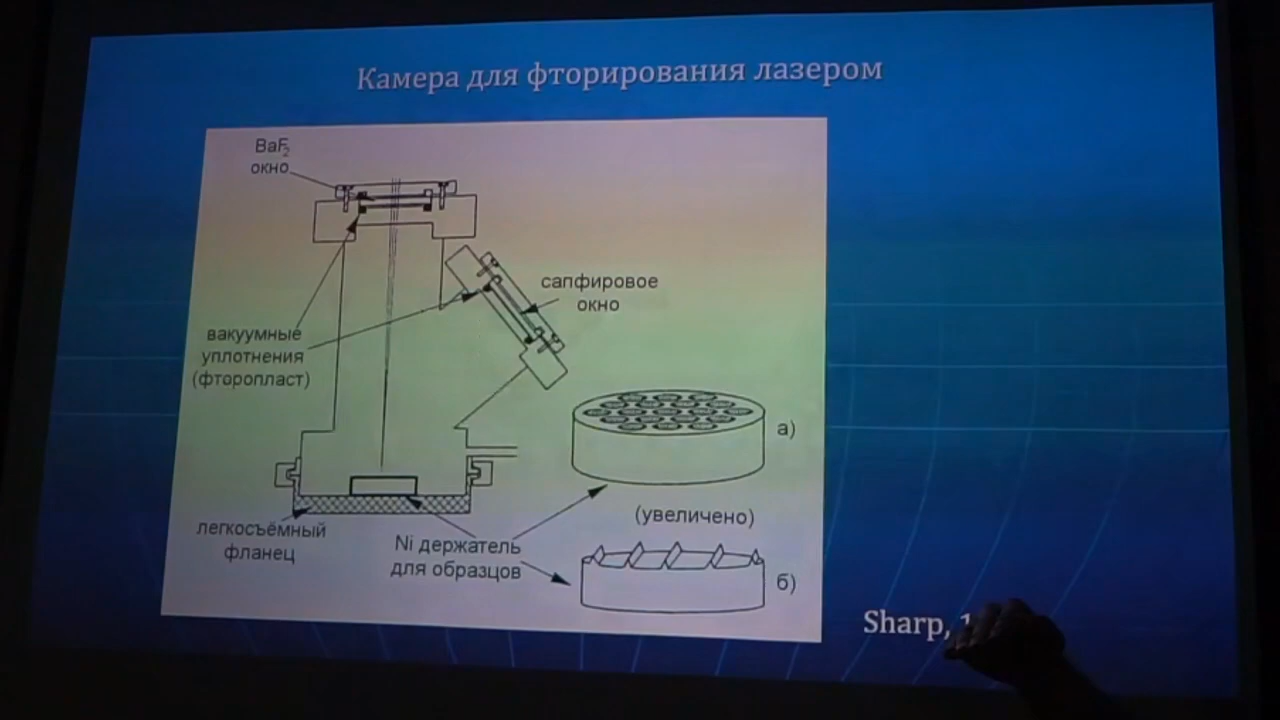 Камера для фторирования лазером
BaF2
окно
сапфировое
окно
вакуумные
уплотнения
(фторопласт)
а)
(увеличено)
легкосъёмный
фланец
Ni держатель
для образцов
б)
Sharp,